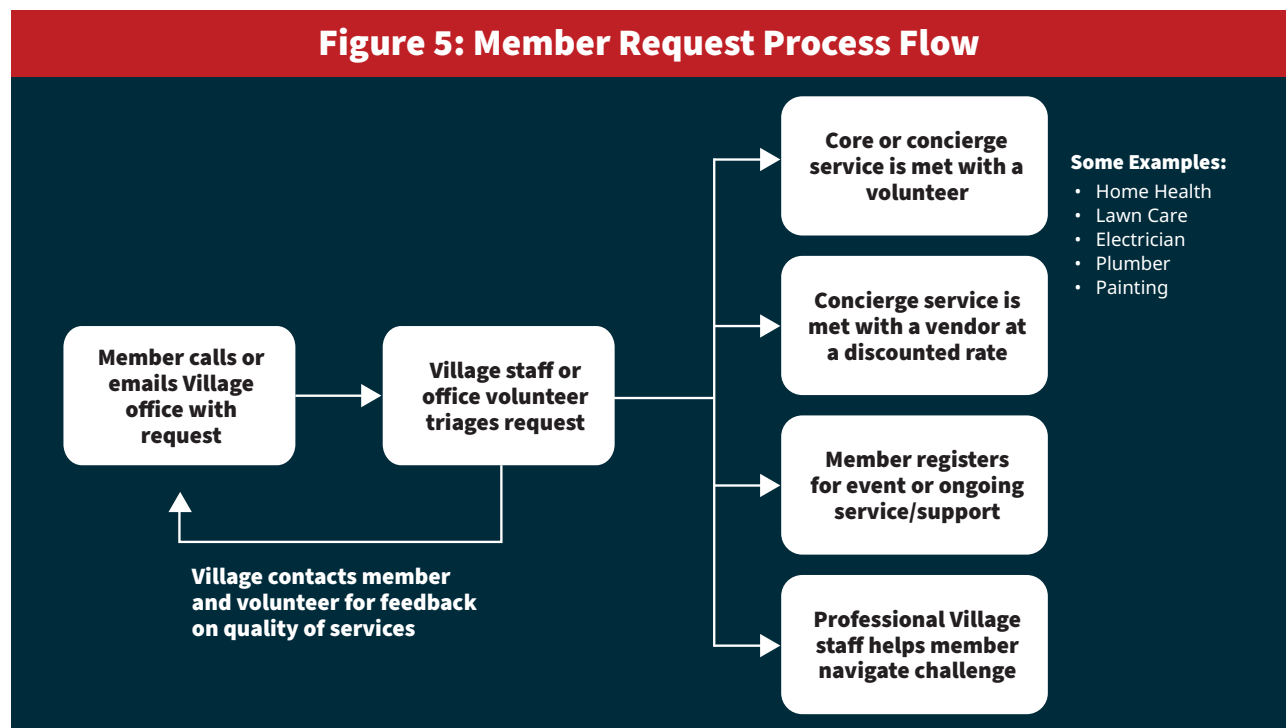 Figure 5: Member Request Process Flow
Member calls or
emails Village
office with
request
Village staff or
office volunteer
triages request
Village contacts member
and volunteer for feedback
on quality of services
Core or concierge
service is met with a
volunteer
Some Examples:
• Home Health
• Lawn Care
• Electrician
• Plumber
• Painting
Concierge service is
met with a vendor at
a discounted rate
Member registers
for event or ongoing
service/support
Professional Village
staff helps member
navigate challenge